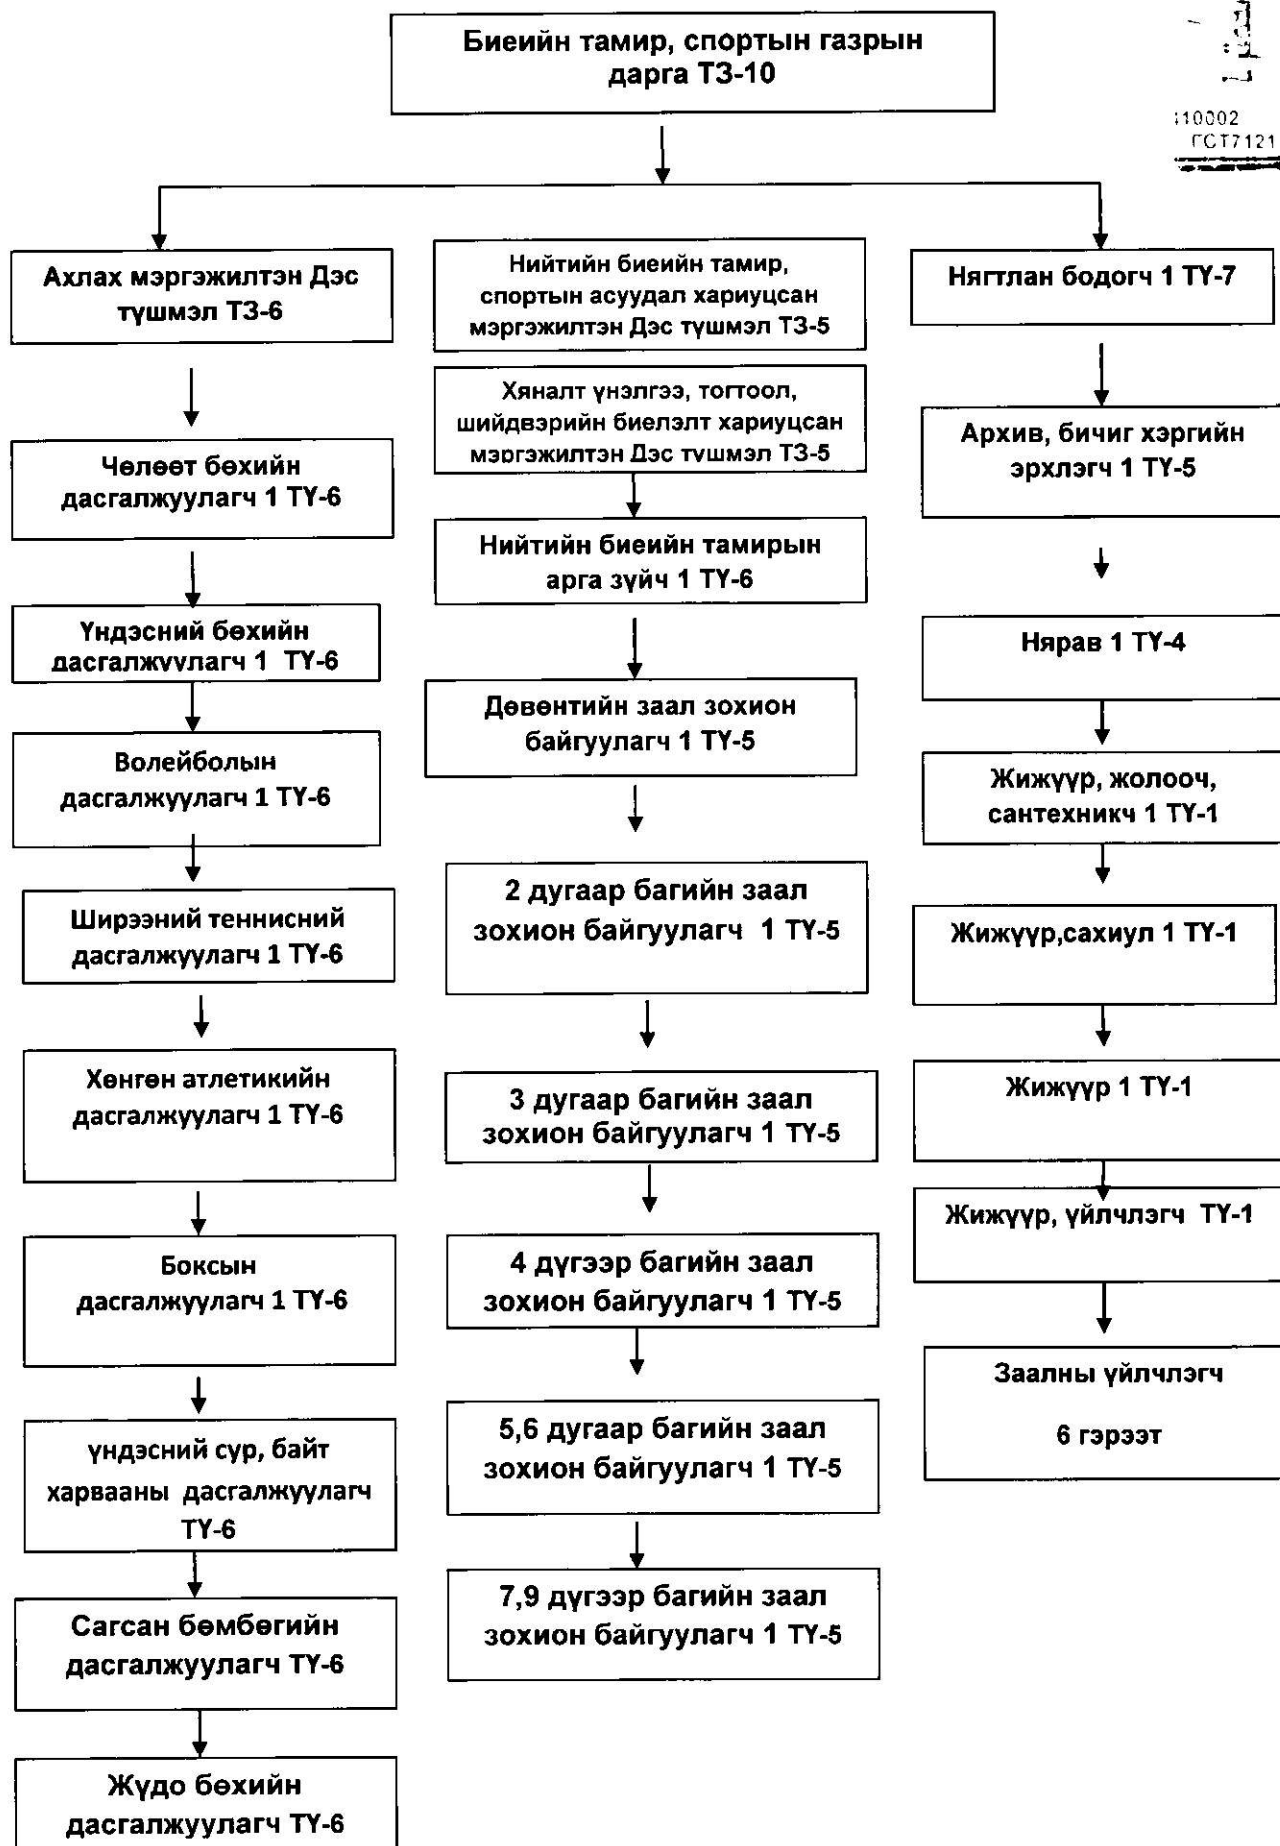 Биеийн тамир, спортын газрын
дарга ТЗ-10
110002
ГСТ7121
Ахлах мэргэжилтэн Дэс
түшмэл ТЗ-6
Чөлөөт бөхийн
дасгалжуулагч 1 ТҮ-6
Үндэсний бөхийн
дасгалжуулагч 1 ТҮ-6
Волейболын
дасгалжуулагч 1 ТҮ-6
Ширээний теннисний
дасгалжуулагч 1 ТҮ-6
Хөнгөн атлетикийн
дасгалжуулагч 1 ТҮ-6
Боксын
дасгалжуулагч 1 ТҮ-6
үндэсний сур, байт
харвааны дасгалжуулагч
ТҮ-6
Сагсан бөмбөгийн
дасгалжуулагч ТҮ-6
Жүдо бөхийн
дасгалжуулагч ТҮ-6
Нийтийн биеийн тамир,
спортын асуудал хариуцсан
мэргэжилтэн Дэс түшмэл ТЗ-5
Хяналт үнэлгээ, тогтоол,
шийдвэрийн биелэлт хариуцсан
мэргэжилтэн Дэс түшмэл ТЗ-5
Нийтийн биеийн тамирын
арга зүйч 1 ТҮ-6
Дөвөнтийн заал зохион
байгуулагч 1 ТҮ-5
2 дугаар багийн заал
зохион байгуулагч 1 ТҮ-5
3 дугаар багийн заал
зохион байгуулагч 1 ТҮ-5
4 дүгээр багийн заал
зохион байгуулагч 1 ТҮ-5
5,6 дугаар багийн заал
зохион байгуулагч 1 ТҮ-5
7,9 дүгээр багийн заал
зохион байгуулагч 1 ТҮ-5
Нягтлан бодогч 1 ТҮ-7
Архив, бичиг хэргийн
эрхлэгч 1 ТҮ-5
Нярав 1 ТҮ-4
Жижүүр, жолооч,
сантехникч 1 ТҮ-1
Жижүүр,сахиул 1 ТҮ-1
Жижүүр 1 ТҮ-1
Жижүүр, үйлчлэгч ТҮ-1
Заалны үйлчлэгч
6 гэрээт